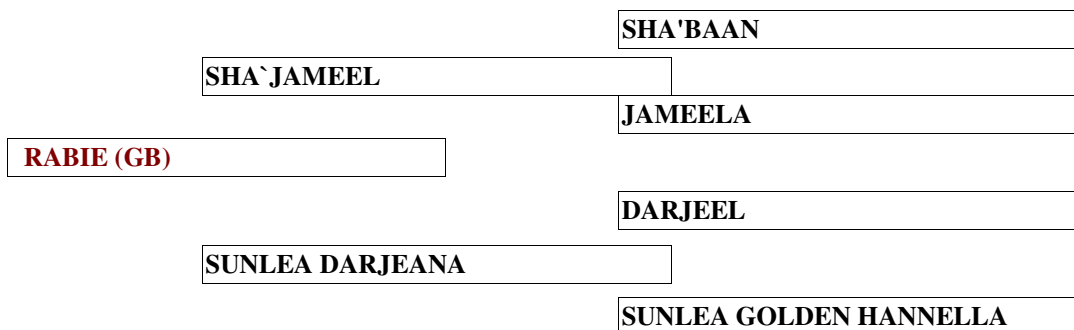 SHA'BAAN
SHA`JAMEEL
JAMEELA
RABIE (GB)
DARJEEL
SUNLEA DARJEANA
SUNLEA GOLDEN HANNELLA